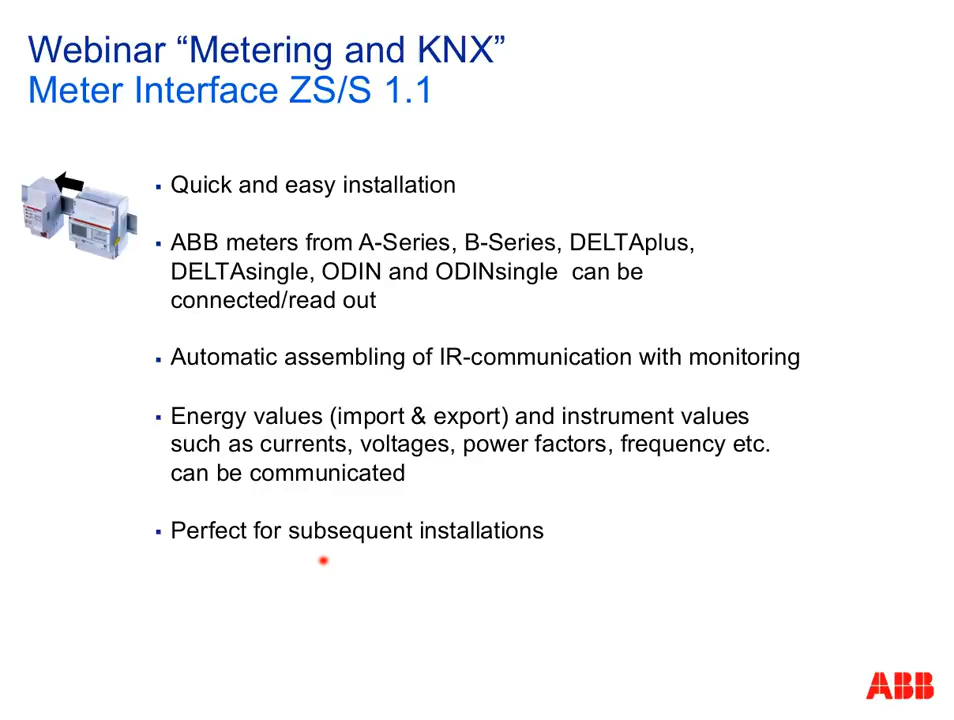 Webinar “Metering and KNX”
Meter Interface ZS/S 1.1
▪ Quick and easy installation
▪ ABB meters from A-Series, B-Series, DELTAplus,
DELTAsingle, ODIN and ODINsingle can be
connected/read out
▪ Automatic assembling of IR-communication with monitoring
▪ Energy values (import & export) and instrument values
such as currents, voltages, power factors, frequency etc.
can be communicated
▪ Perfect for subsequent installations
ABB